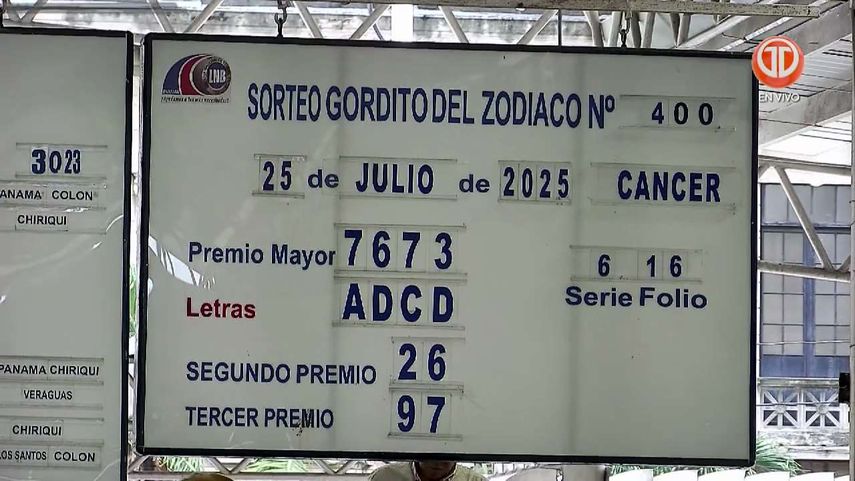 3023
PANAMA COLON
CHIRIQUI
PANAMA CHIRIQUI
VERAGUAS
CHIRIQUI
LOS SANTOS COLON
LNB
SORTEO GORDITO DEL ZODIACO Nº 400
25 de JULIO de 2025 CANCER
Premio Mayor 7673
6 16
Letras ADCD
Serie Folio
SEGUNDO PREMIO 26
TERCER PREMIO 97
EN VIVO